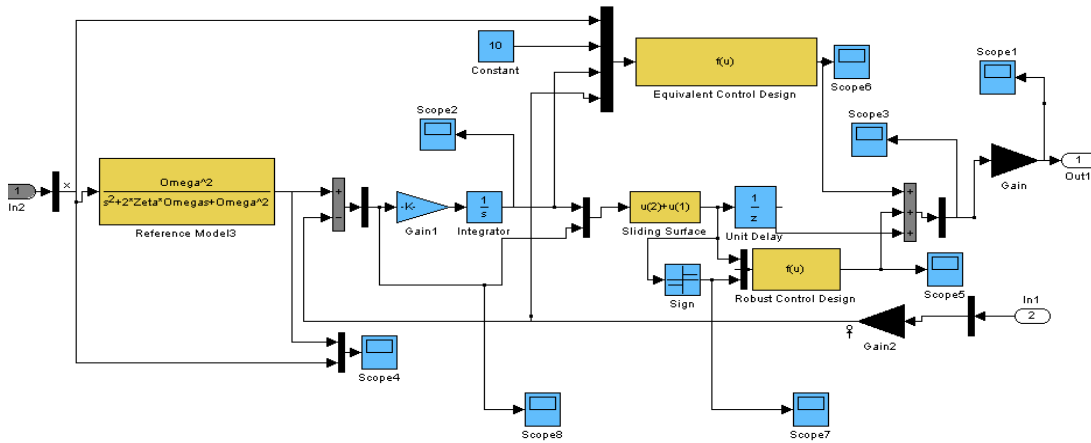 Scope1
10
Constant
f(u)
Equivalent Control Design
Scope6
Scope2
Scope3
1
In2
x
Omega^2
s²+2*Zeta*Omegas+Omega^2
Reference Model3
+
-
-K-
Gain1
1
s
Integrator
u(2)+u(1)
Sliding Surface
1
z
Unit Delay
+
+
+
Gain
1
Out1
Sign
f(u)
Robust Control Design
Scope5
In1
2
Gain2
Scope4
Scope8
Scope7